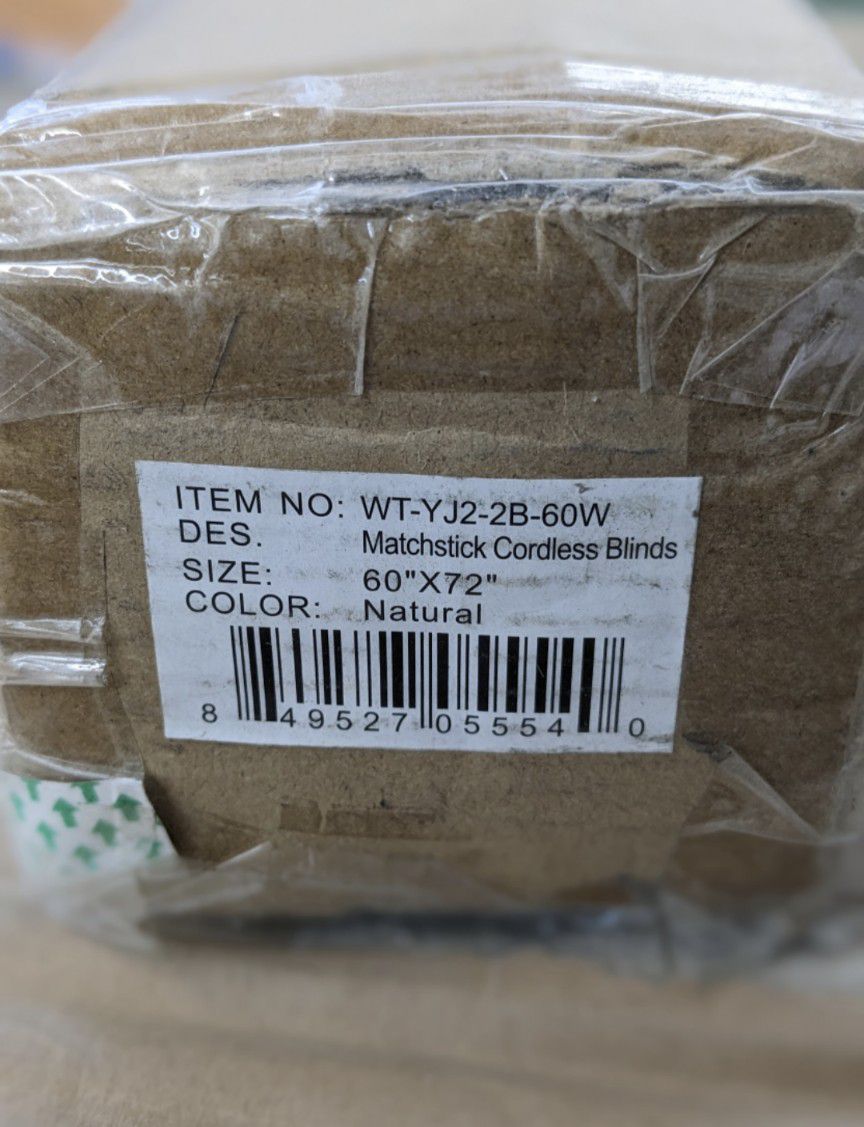 ITEM NO: WT-YJ2-2B-60W
DES. Matchstick Cordless Blinds
SIZE: 60"X72"
COLOR: Natural
8 49527 05554 0